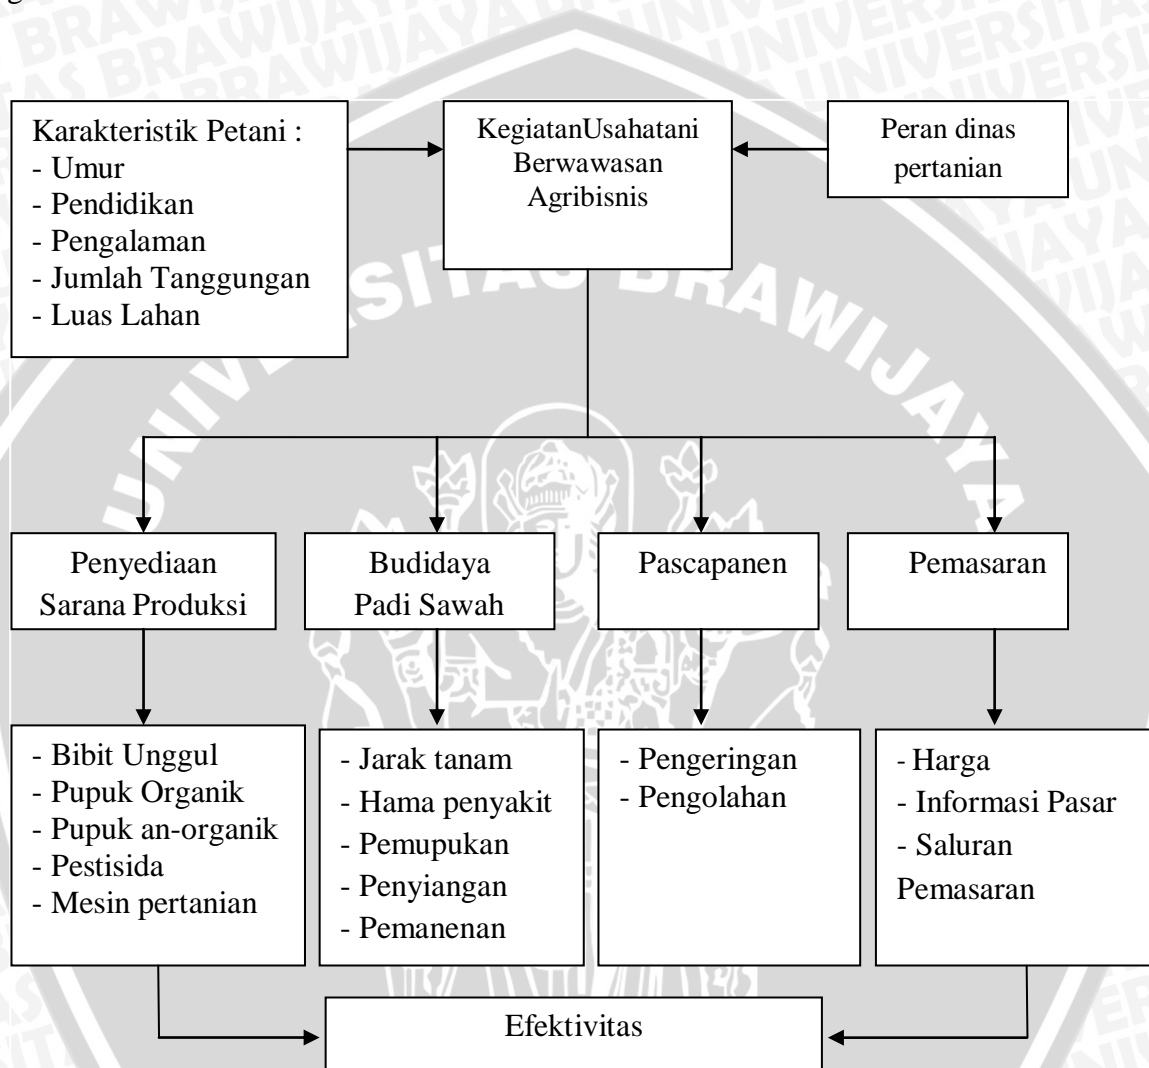 Karakteristik Petani :
- Umur
- Pendidikan
- Pengalaman
- Jumlah Tanggungan
- Luas Lahan
KegiatanUsahatani
Berwawasan
Agribisnis
Peran dinas
pertanian
UNIVERSITAS BRAWIJAYA
Penyediaan
Sarana Produksi
Budidaya
Padi Sawah
Pascapanen
Pemasaran
- Bibit Unggul
- Pupuk Organik
- Pupuk an-organik
- Pestisida
- Mesin pertanian
- Jarak tanam
- Hama penyakit
- Pemupukan
- Penyiangan
- Pemanenan
- Pengeringan
- Pengolahan
- Harga
- Informasi Pasar
- Saluran
Pemasaran
Efektivitas